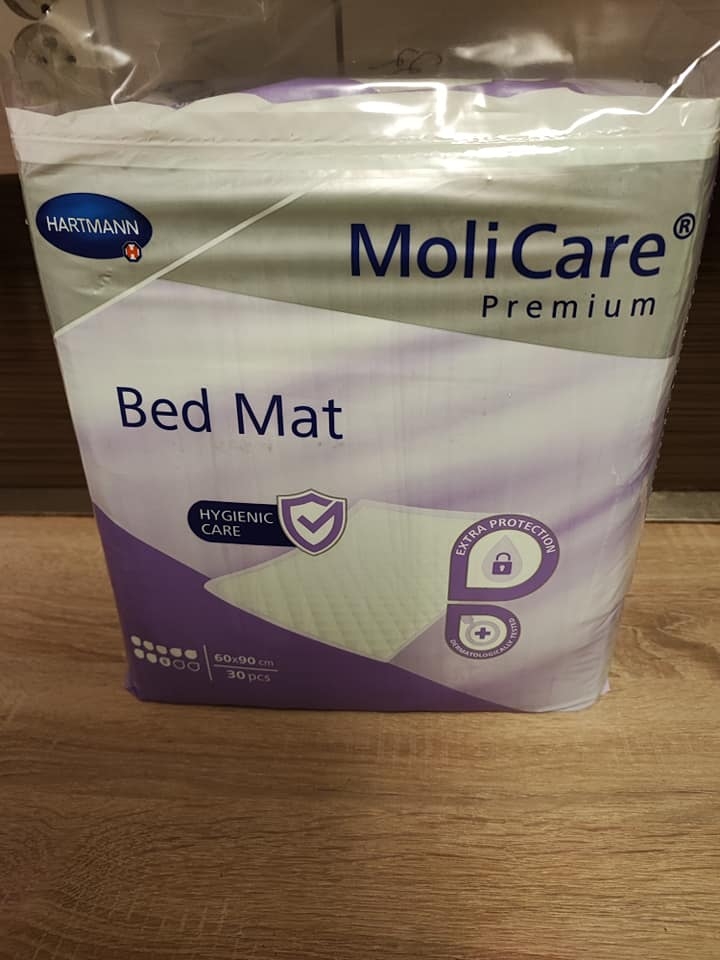 HARTMANN
H
MoliCare®
Premium
Bed Mat
HYGIENIC
CARE
EXTRA PROTECTION
DERMATOLOGICALLY TESTED
60x90 cm
30 pcs